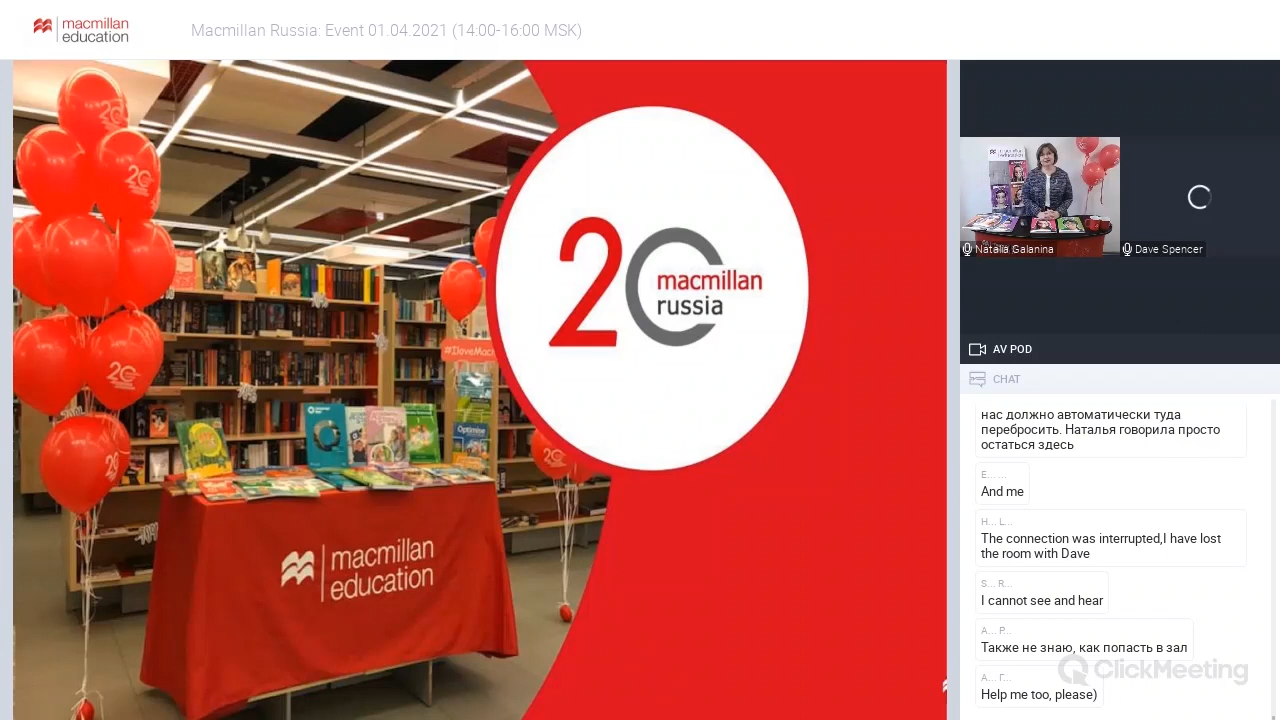 macmillan
education
Macmillan Russia: Event 01.04.2021 (14:00-16:00 MSK)
20
macmillan
russia
macmillan
education
Optimise
Natalia Galanina
Dave Spencer
AV POD
CHAT
нас должно автоматически туда
перебросить. Наталья говорила просто
остаться здесь
E... ...
And me
H... L...
The connection was interrupted,I have lost
the room with Dave
S... R...
I cannot see and hear
А... Р...
Также не знаю, как попасть в зал
ClickMeeting
А... Г...
Help me too, please)